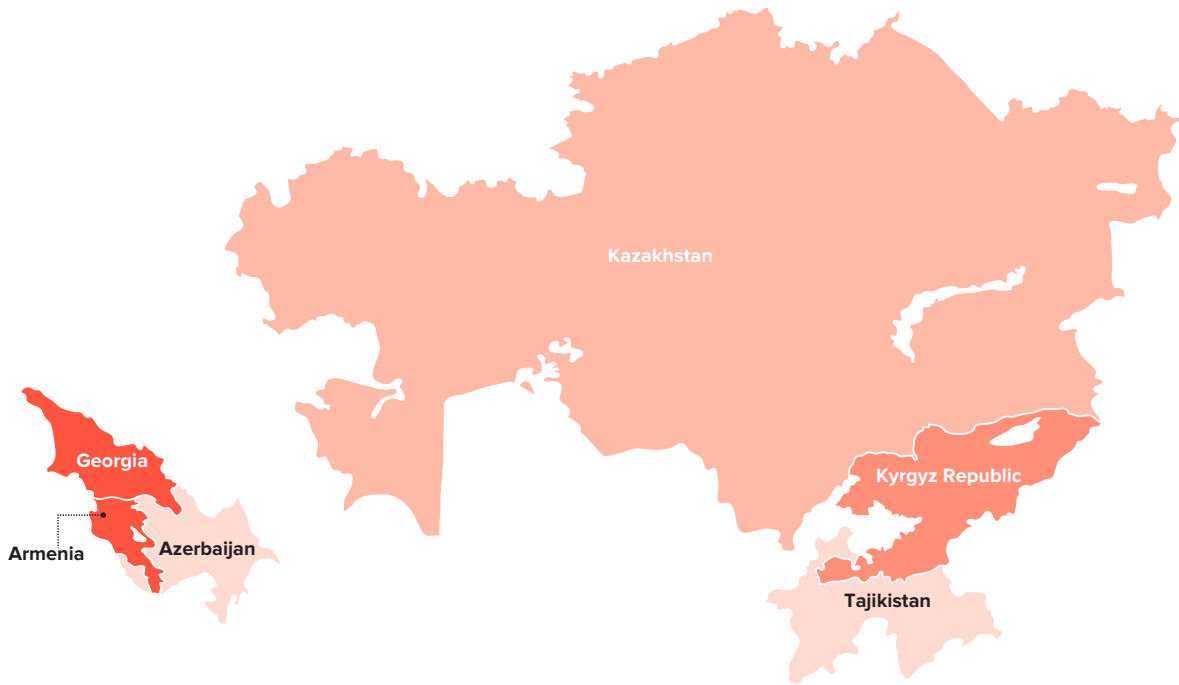 Kazakhstan
Georgia
Kyrgyz Republic
Armenia
Azerbaijan
Tajikistan